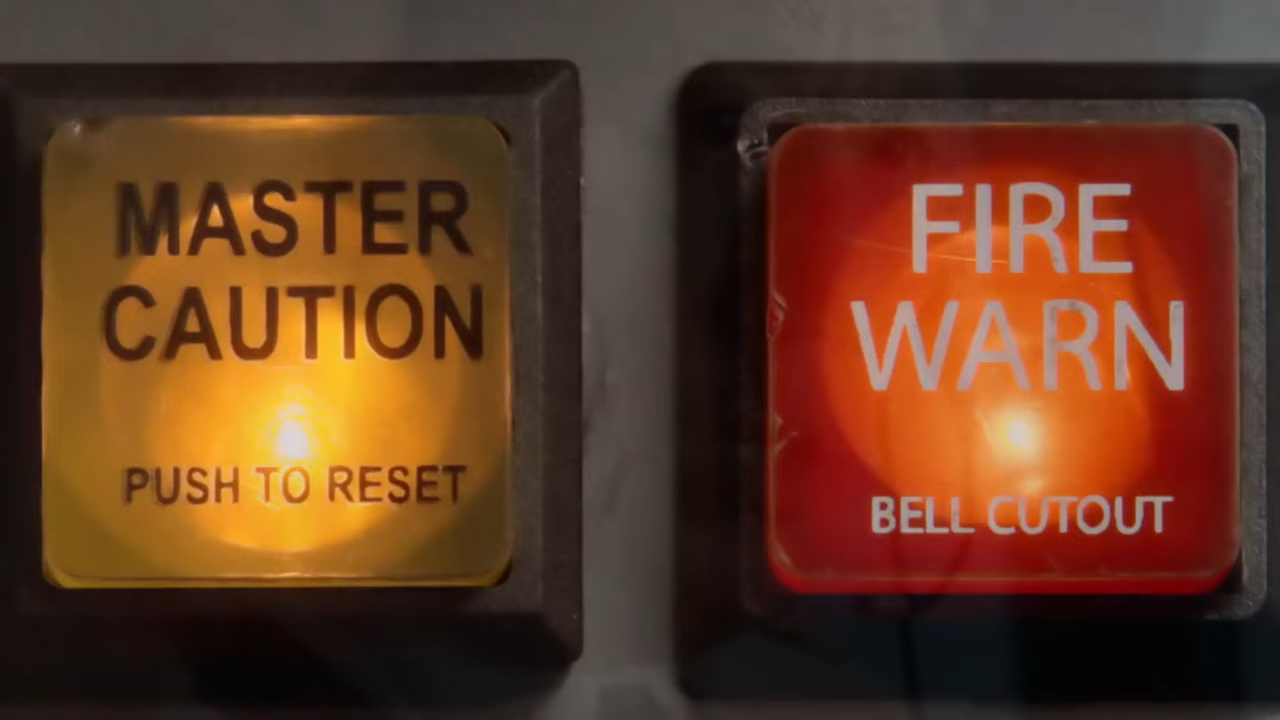 MASTER
CAUTION
PUSH TO RESET
FIRE
WARN
BELL CUTOUT